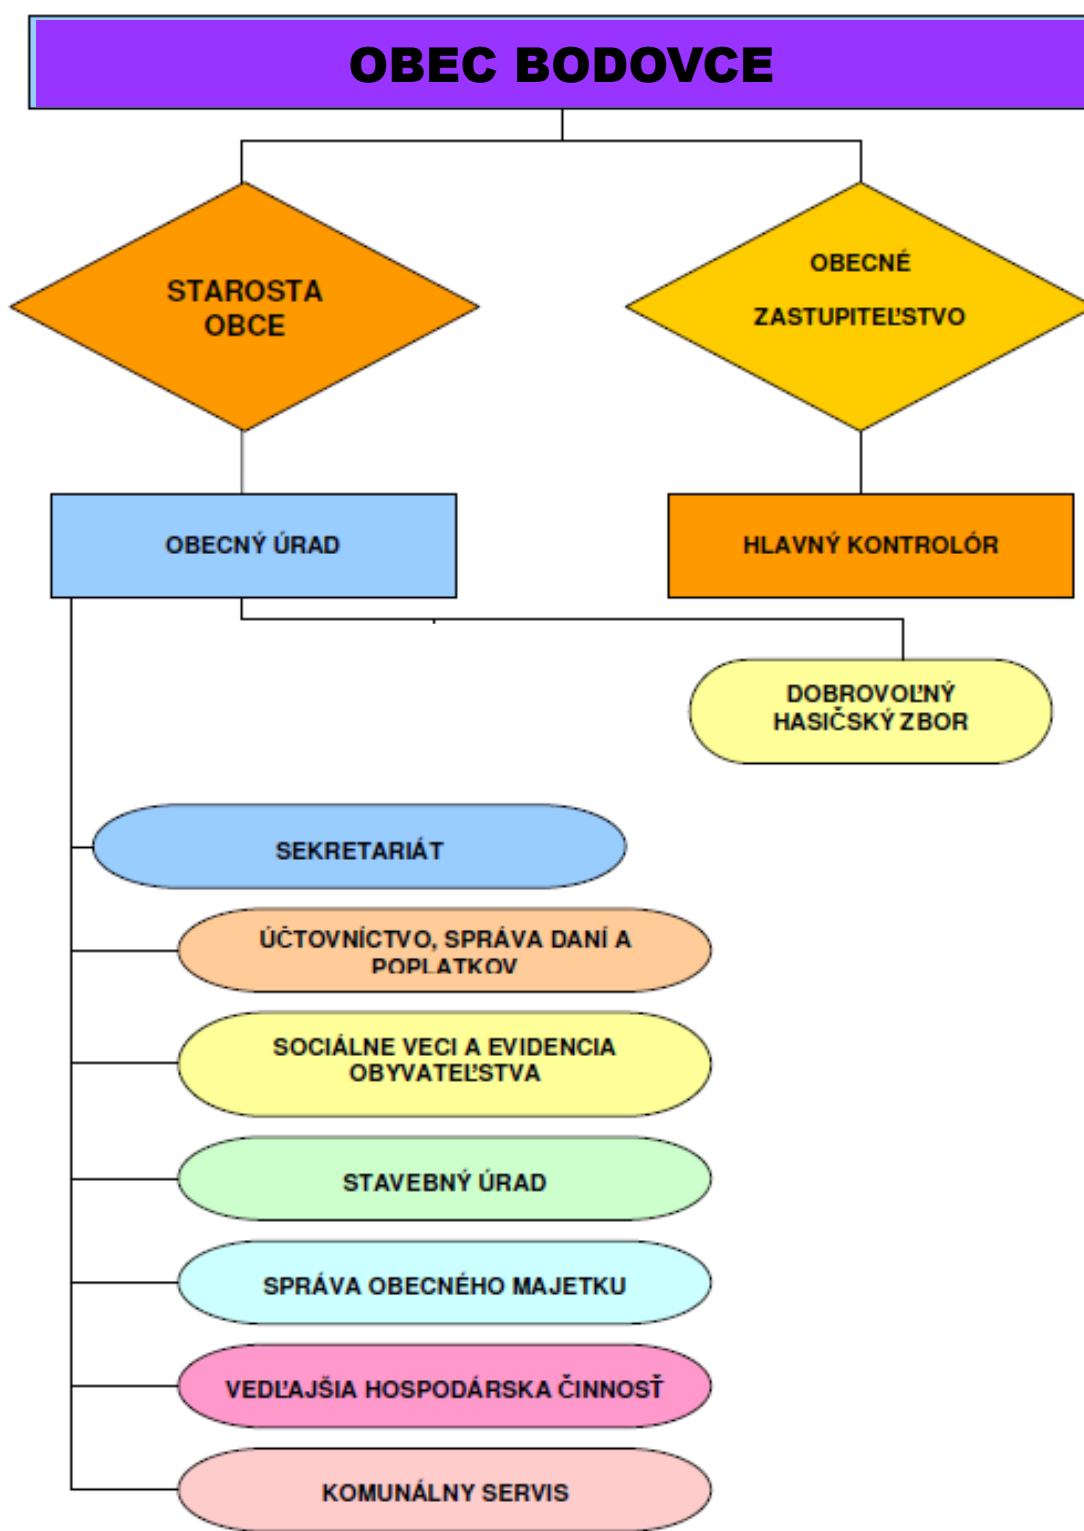 OBEC BODOVCE
STAROSTA
OBCE
OBECNÉ
ZASTUPITEĽSTVO
OBECNÝ ÚRAD
HLAVNÝ KONTROLÓR
DOBROVOĽNÝ
HASIČSKÝ ZBOR
SEKRETARIÁT
ÚČTOVNÍCTVO, SPRÁVA DANÍ A
POPLATKOV
SOCIÁLNE VECI A EVIDENCIA
OBYVATEĽSTVA
STAVEBNÝ ÚRAD
SPRÁVA OBECNÉHO MAJETKU
VEDĽAJŠIA HOSPODÁRSKA ČINNOSŤ
KOMUNÁLNY SERVIS